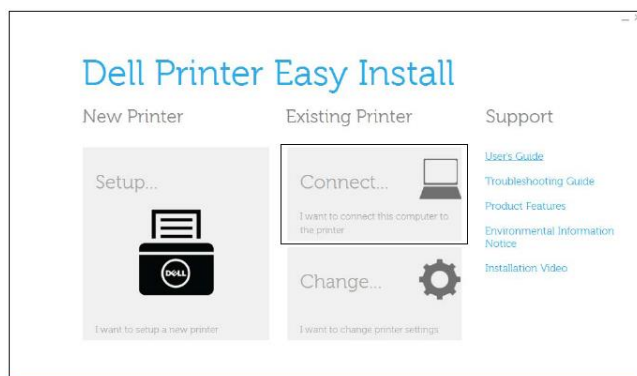 Dell Printer Easy Install
New Printer
Setup...
DELL
I want to setup a new printer
Existing Printer
Connect...
I want to connect this computer to
the printer
Change...
I want to change printer settings
Support
User's Guide
Troubleshooting Guide
Product Features
Environmental Information
Notice
Installation Video